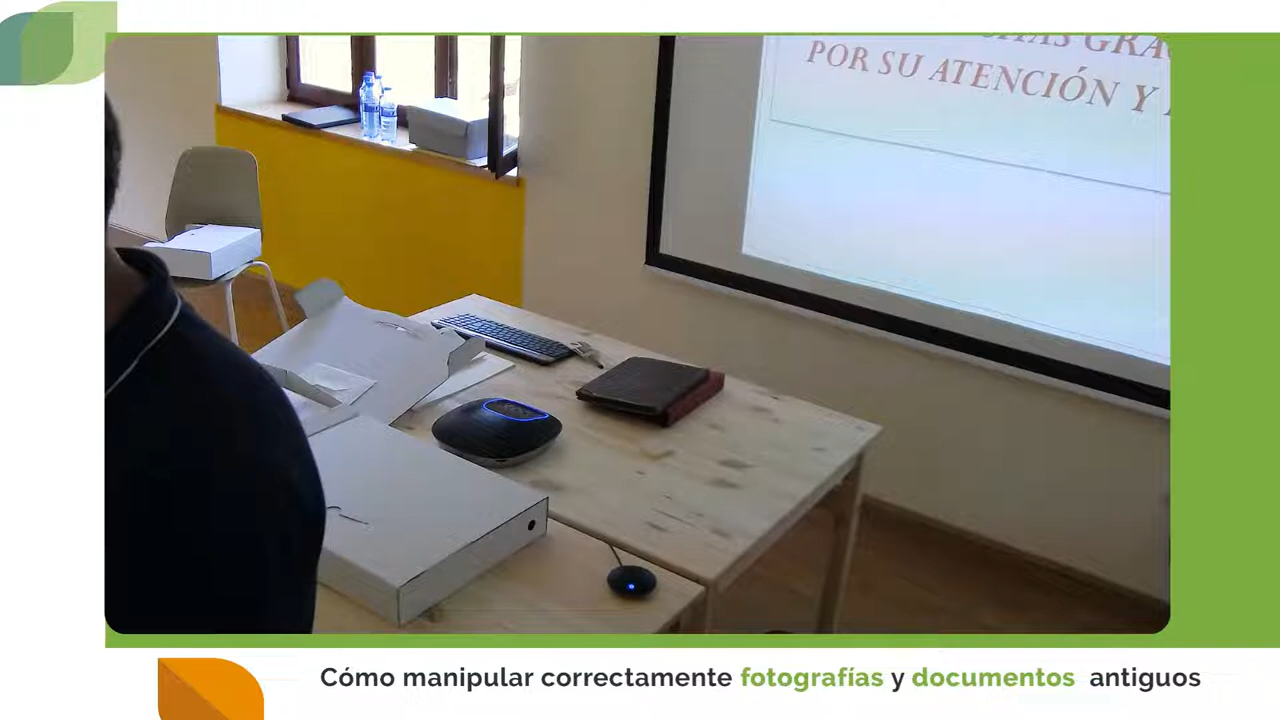 POR SU ATENCIÓN Y
Cómo manipular correctamente fotografías y documentos antiguos